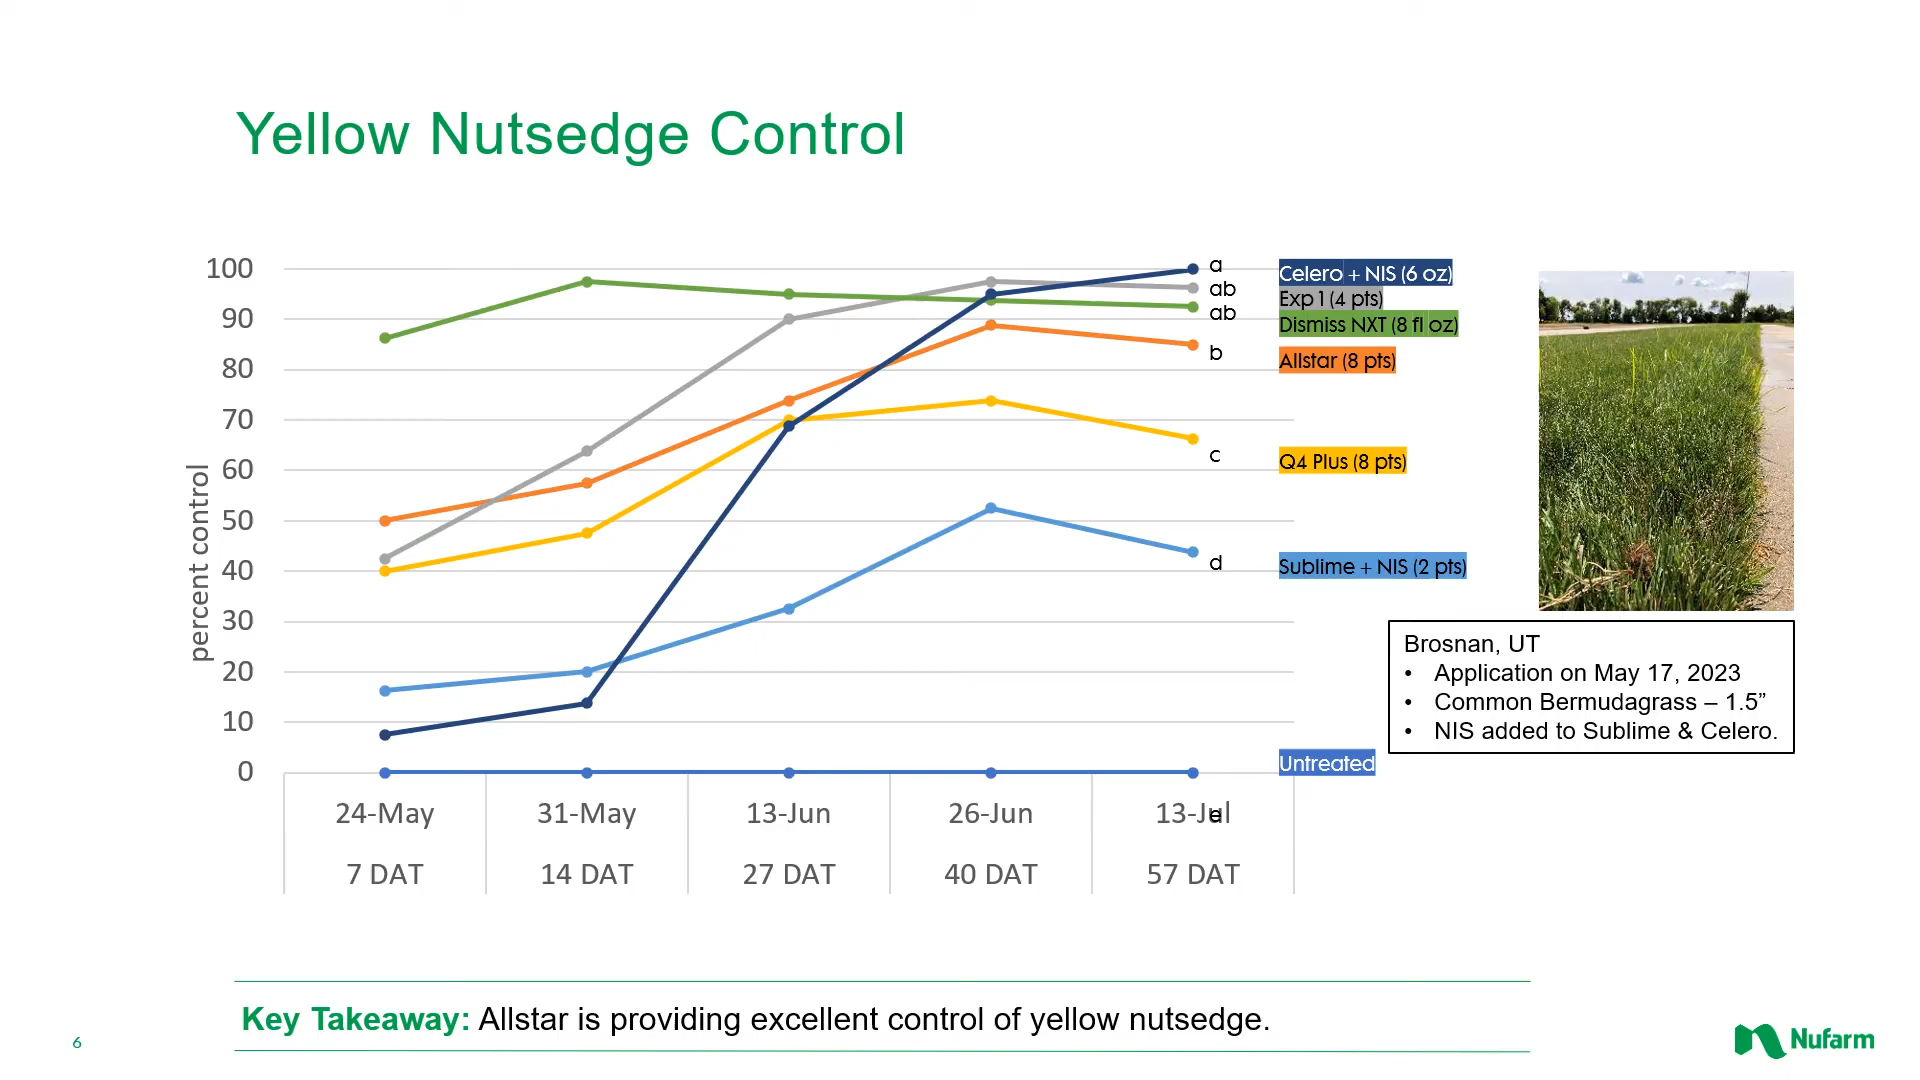 Yellow Nutsedge Control
percent control
100
90
80
70
60
50
40
30
20
10
0
a
ab
ab
b
c
d
e
Celero + NIS (6 oz)
Exp 1 (4 pts)
Dismiss NXT (8 fl oz)
Allstar (8 pts)
Q4 Plus (8 pts)
Sublime + NIS (2 pts)
Untreated
24-May 31-May 13-Jun 26-Jun 13-Jul
7 DAT 14 DAT 27 DAT 40 DAT 57 DAT
Brosnan, UT
• Application on May 17, 2023
• Common Bermudagrass – 1.5”
• NIS added to Sublime & Celero.
Key Takeaway: Allstar is providing excellent control of yellow nutsedge.
6
Nufarm